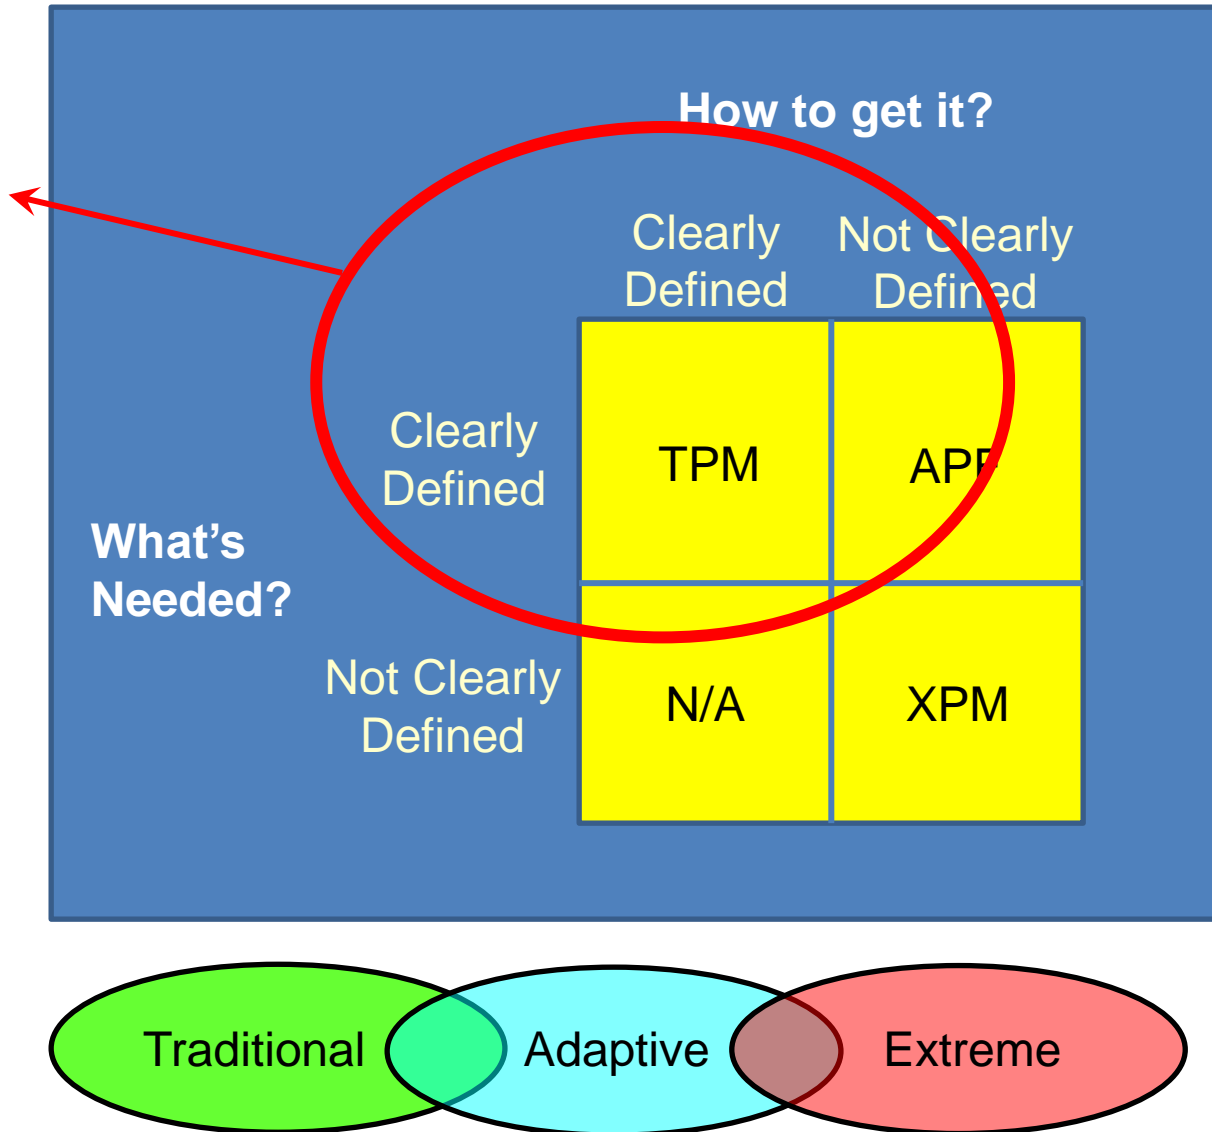 How to get it?
Clearly
Defined
Not Clearly
Defined
Clearly
Defined
TPM
APF
What’s
Needed?
Not Clearly
Defined
N/A
XPM
Traditional
Adaptive
Extreme